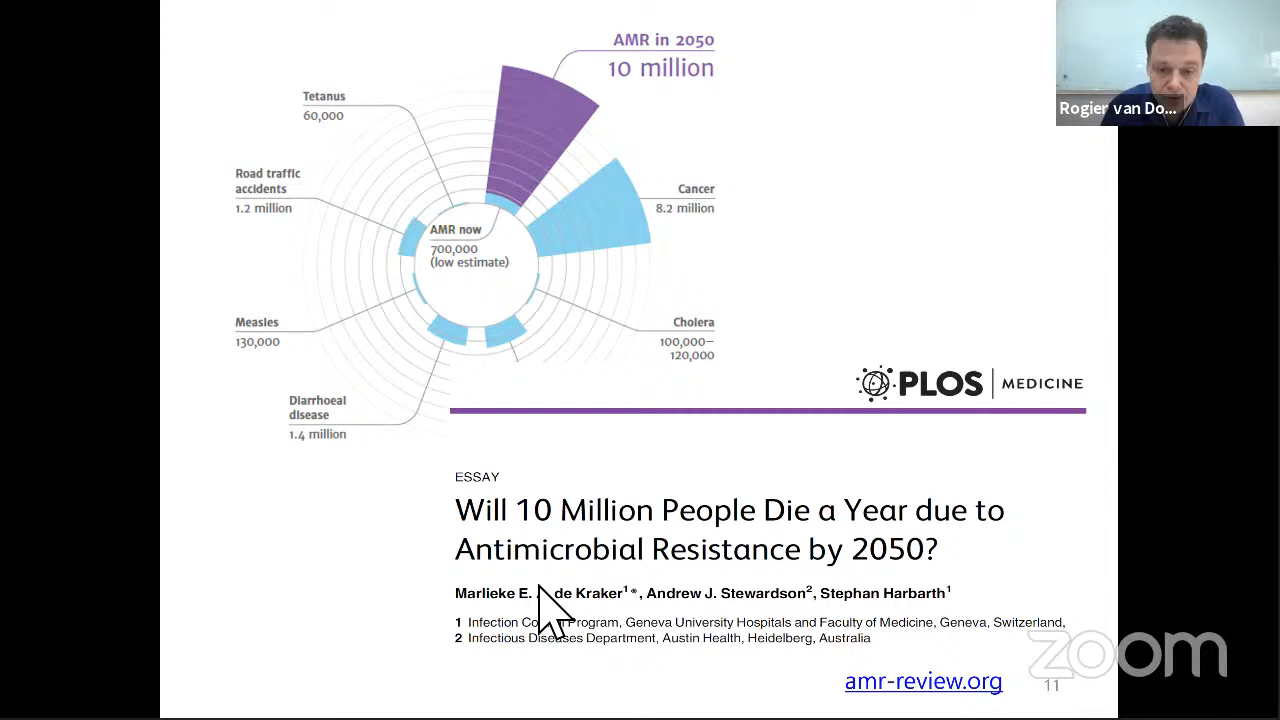 AMR in 2050
10 million
Tetanus
60,000
Road traffic
accidents
1.2 million
Cancer
8.2 million
AMR now
700,000
(low estimate)
Measles
130,000
Cholera
100,000–
120,000
Diarrhoeal
disease
1.4 million
Rogier van Do...
PLOS | MEDICINE
ESSAY
Will 10 Million People Die a Year due to
Antimicrobial Resistance by 2050?
Marlieke E. de Kraker1*, Andrew J. Stewardson2, Stephan Harbarth1
1 Infection Program, Geneva University Hospitals and Faculty of Medicine, Geneva, Switzerland,
2 Infectious Diseases Department, Austin Health, Heidelberg, Australia
amr-review.org
11
zoom